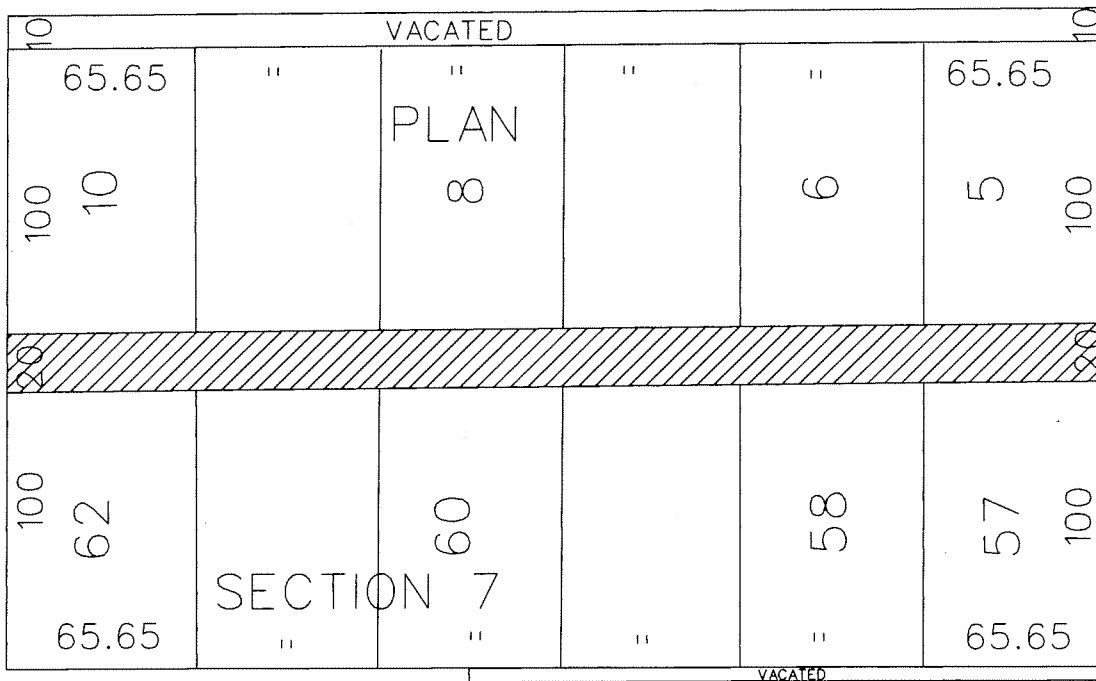 10 VACATED 10
65.65 " " " " 65.65
PLAN
100 10 8 6 5 100
20 20
100 62 60 58 57 100
SECTION 7
65.65 " " " " 65.65
VACATED